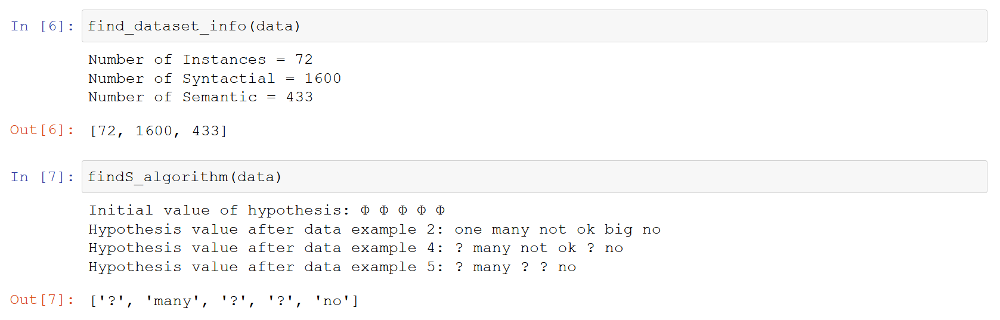 In [6]: find_dataset_info(data)
Number of Instances = 72
Number of Syntactial = 1600
Number of Semantic = 433
Out[6]: [72, 1600, 433]
In [7]: findS_algorithm(data)
Initial value of hypothesis: Φ Φ Φ Φ Φ
Hypothesis value after data example 2: one many not ok big no
Hypothesis value after data example 4: ? many not ok ? no
Hypothesis value after data example 5: ? many ? ? no
Out[7]: ['?', 'many', '?', '?', 'no']